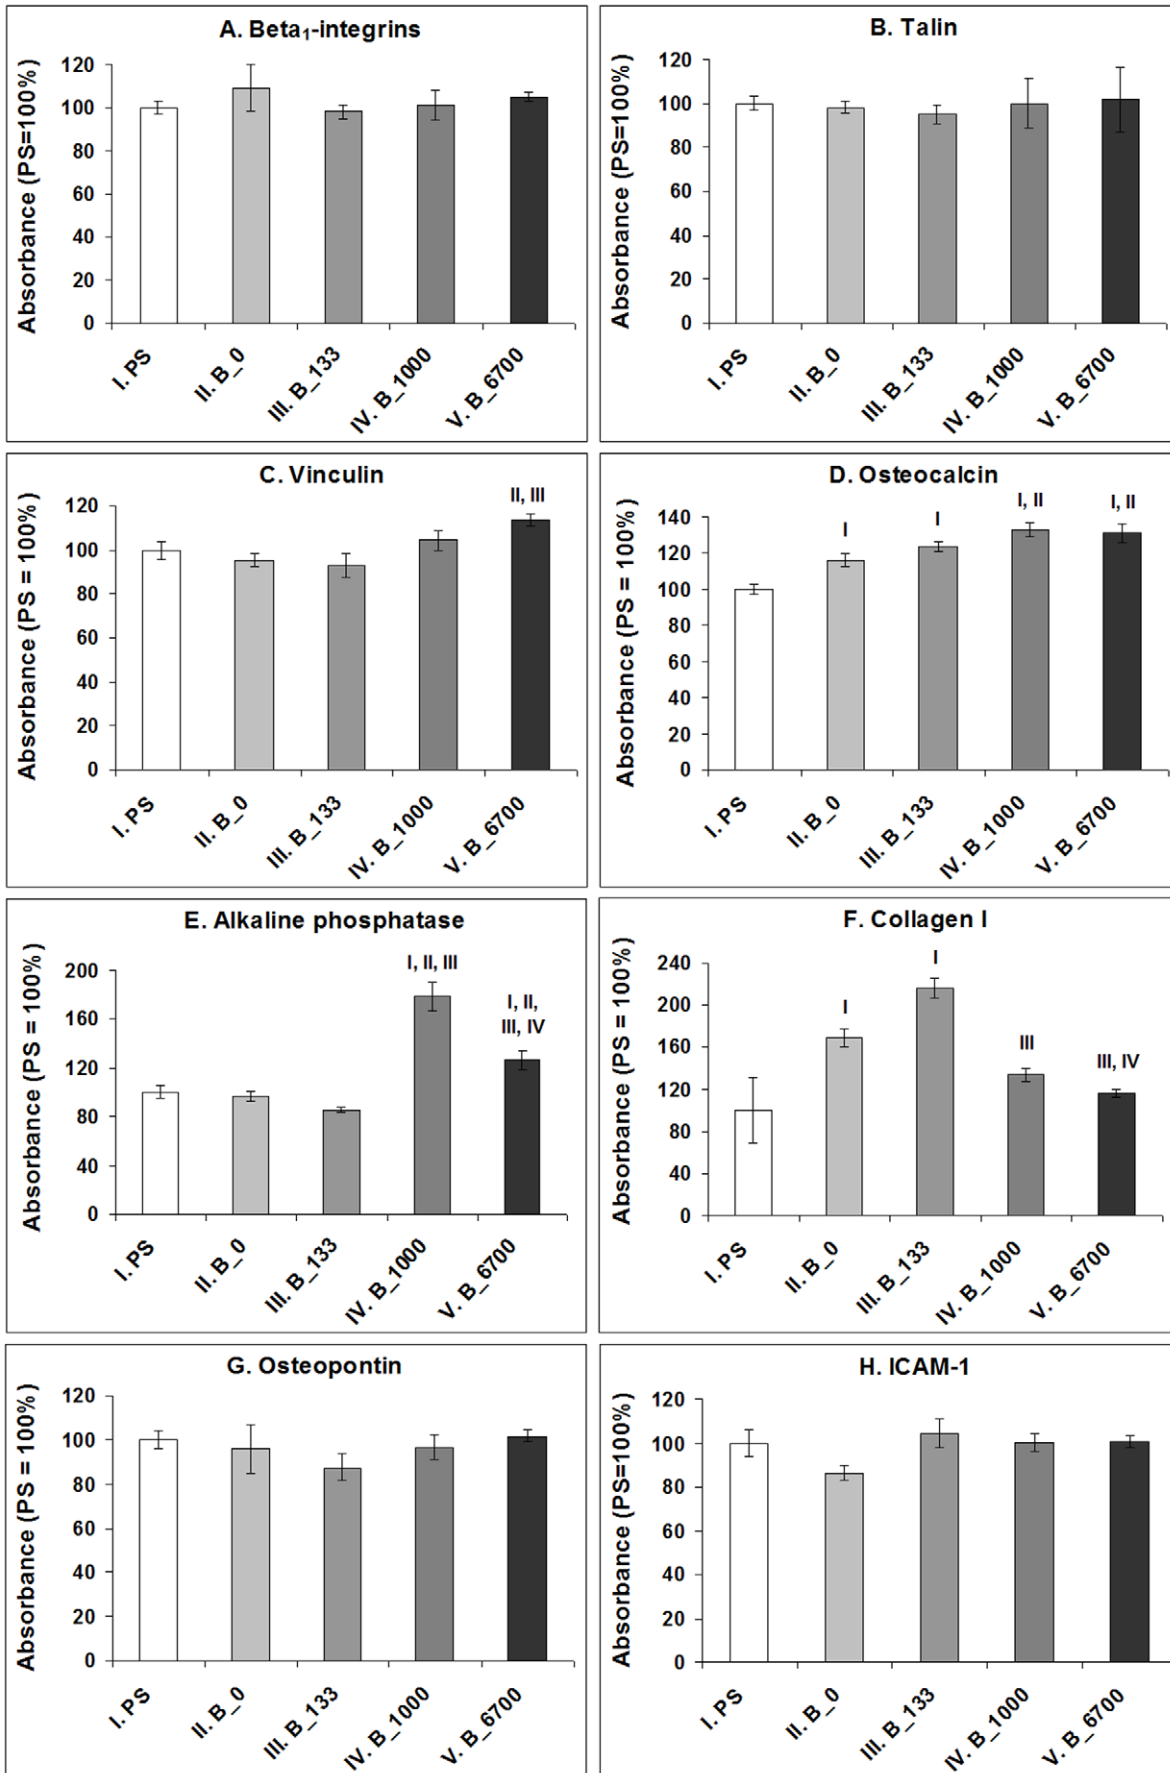 A. Beta₁-integrins
Absorbance (PS=100%)
120
100
80
60
40
20
0
I. PS
II. B_0
III. B_133
IV. B_1000
V. B_6700
B. Talin
Absorbance (PS=100%)
120
100
80
60
40
20
0
I. PS
II. B_0
III. B_133
IV. B_1000
V. B_6700
C. Vinculin
Absorbance (PS = 100%)
120
100
80
60
40
20
0
II, III
I. PS
II. B_0
III. B_133
IV. B_1000
V. B_6700
D. Osteocalcin
Absorbance (PS = 100%)
140
120
100
80
60
40
20
0
I
I
I, II
I, II
I. PS
II. B_0
III. B_133
IV. B_1000
V. B_6700
E. Alkaline phosphatase
Absorbance (PS = 100%)
200
160
120
80
40
0
I, II, III
I, II,
III, IV
I. PS
II. B_0
III. B_133
IV. B_1000
V. B_6700
F. Collagen I
Absorbance (PS = 100%)
240
200
160
120
80
40
0
I
I
III
III, IV
I. PS
II. B_0
III. B_133
IV. B_1000
V. B_6700
G. Osteopontin
Absorbance (PS = 100%)
120
100
80
60
40
20
0
I. PS
II. B_0
III. B_133
IV. B_1000
V. B_6700
H. ICAM-1
Absorbance (PS=100%)
120
100
80
60
40
20
0
I. PS
II. B_0
III. B_133
IV. B_1000
V. B_6700